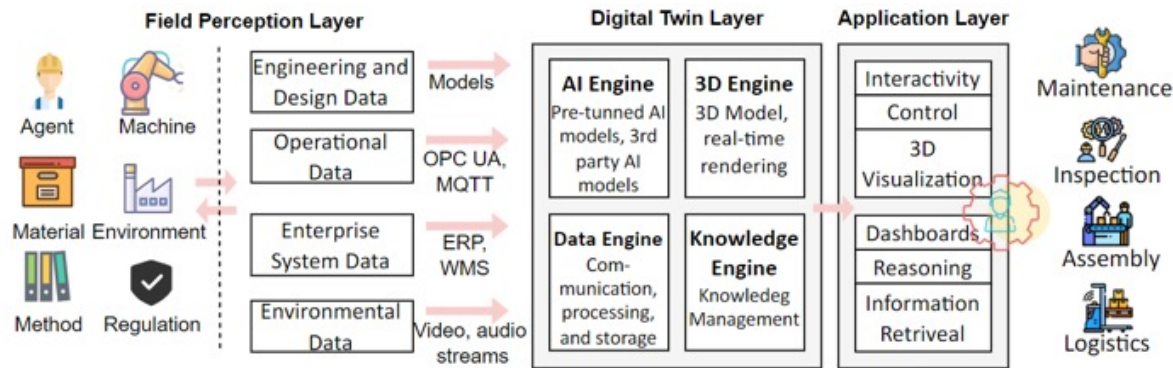 Field Perception Layer
Digital Twin Layer
Application Layer
Agent
Machine
Material
Environment
Method
Regulation
Engineering and
Design Data
Operational
Data
Enterprise
System Data
Environmental
Data
Models
OPC UA,
MQTT
ERP,
WMS
Video, audio
streams
AI Engine
Pre-tunned AI
models, 3rd
party AI
models
3D Engine
3D Model,
real-time
rendering
Data Engine
Com-
munication,
processing,
and storage
Knowledge
Engine
Knowledeg
Management
Interactivity
Control
3D
Visualization
Dashboards
Reasoning
Information
Retriveal
Maintenance
Inspection
Assembly
Logistics